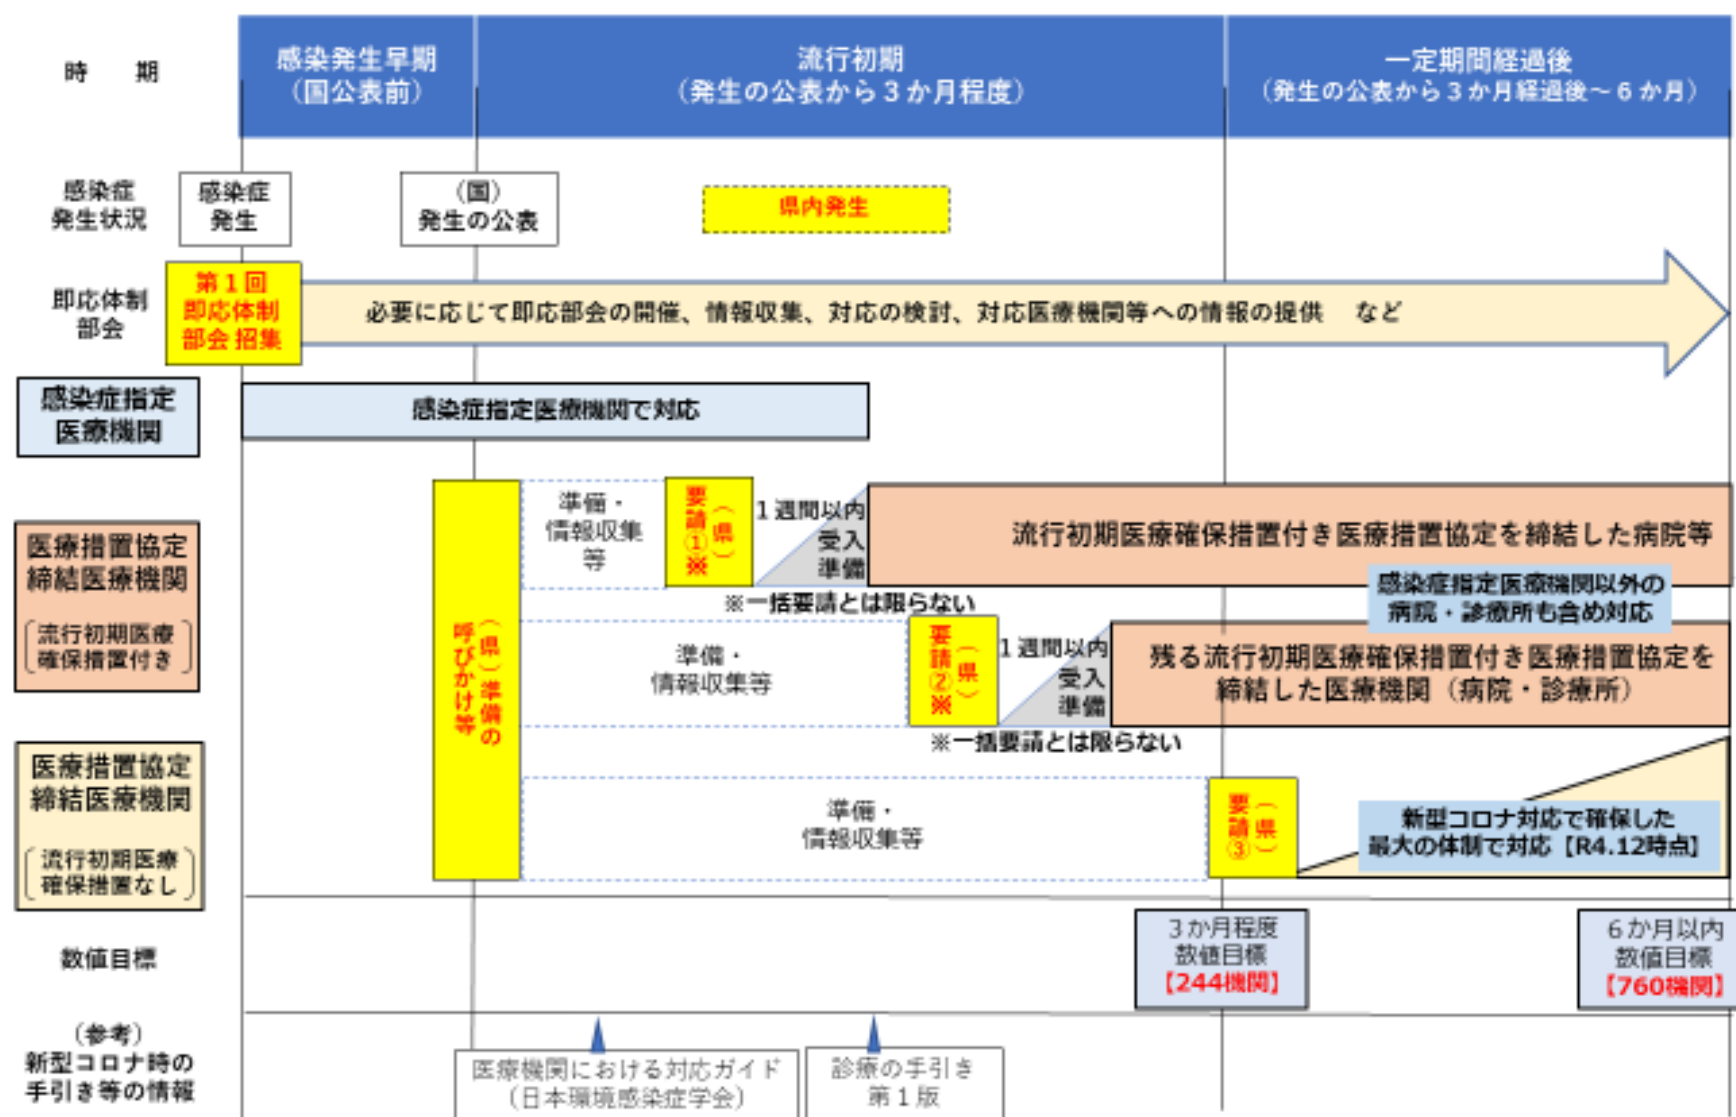 時　期
感染発生早期
（国公表前）
流行初期
（発生の公表から３か月程度）
一定期間経過後
（発生の公表から３か月経過後～６か月）
感染症
発生状況
感染症
発生
（国）
発生の公表
県内発生
即応体制
部会
第１回
即応体制
部会 招集
必要に応じて即応部会の開催、情報収集、対応の検討、対応医療機関等への情報の提供　など
感染症指定
医療機関
感染症指定医療機関で対応
医療措置協定
締結医療機関
流行初期医療
確保措置付き
（県）準備の
呼びかけ等
準備・
情報収集
等
（県）
要請①※
１週間以内
受入
準備
流行初期医療確保措置付き医療措置協定を締結した病院等
※一括要請とは限らない
感染症指定医療機関以外の
病院・診療所も含め対応
準備・
情報収集等
（県）
要請②※
１週間以内
受入
準備
残る流行初期医療確保措置付き医療措置協定を
締結した医療機関（病院・診療所）
※一括要請とは限らない
医療措置協定
締結医療機関
流行初期医療
確保措置なし
準備・
情報収集等
（県）
要請③
新型コロナ対応で確保した
最大の体制で対応【R4.12時点】
数値目標
３か月程度
数値目標
【244機関】
６か月以内
数値目標
【760機関】
（参考）
新型コロナ時の
手引き等の情報
医療機関における対応ガイド
（日本環境感染症学会）
診療の手引き
第１版